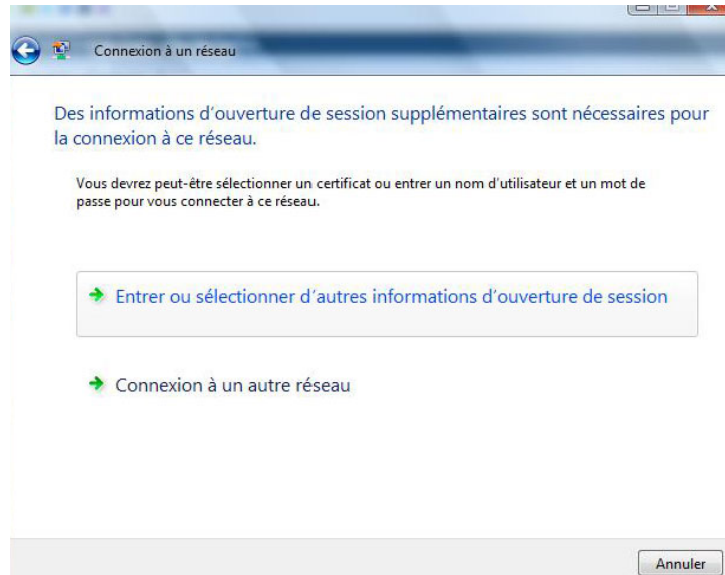 Connexion à un réseau
Des informations d'ouverture de session supplémentaires sont nécessaires pour
la connexion à ce réseau.
Vous devrez peut-être sélectionner un certificat ou entrer un nom d'utilisateur et un mot de
passe pour vous connecter à ce réseau.
Entrer ou sélectionner d'autres informations d'ouverture de session
Connexion à un autre réseau
Annuler